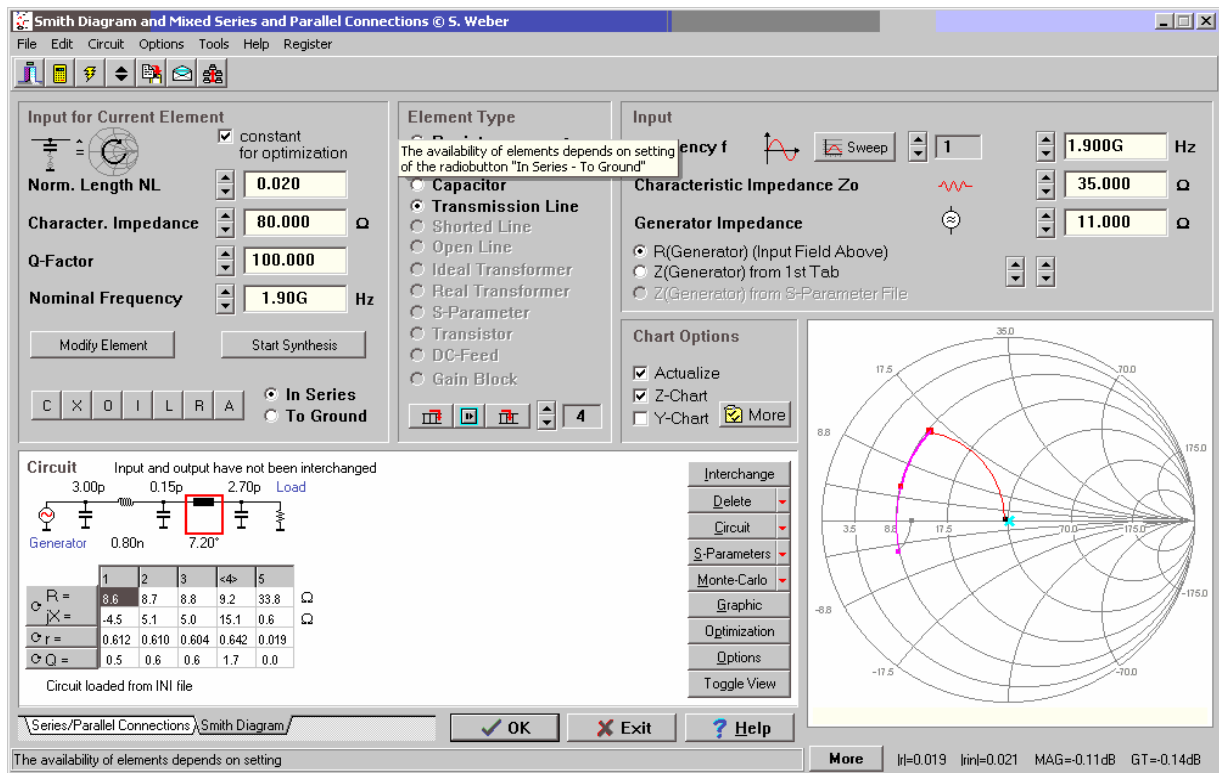 Smith Diagram and Mixed Series and Parallel Connections © S. Weber
File Edit Circuit Options Tools Help Register
Input for Current Element
constant
for optimization
Norm. Length NL 0.020
Character. Impedance 80.000 Ω
Q-Factor 100.000
Nominal Frequency 1.90G Hz
Modify Element Start Synthesis
C X O I L R A
In Series
To Ground
Element Type
The availability of elements depends on setting
of the radiobutton "In Series - To Ground"
Capacitor
Transmission Line
Shorted Line
Open Line
Ideal Transformer
Real Transformer
S-Parameter
Transistor
DC-Feed
Gain Block
4
Input
ency f Sweep 1 1.900G Hz
Characteristic Impedance Zo 35.000 Ω
Generator Impedance 11.000 Ω
R(Generator) (Input Field Above)
Z(Generator) from 1st Tab
Z(Generator) from S-Parameter File
Chart Options
Actualize
Z-Chart
Y-Chart More
35.0
17.5 70.0
8.8 175.0
3.5 8.8 17.5 70.0 175.0
-8.8 -175.0
-17.5 -70.0
Circuit Input and output have not been interchanged
3.00p 0.15p 2.70p Load
Generator 0.80n 7.20°
1 2 3 <4> 5
R = 8.6 8.7 8.8 9.2 33.8 Ω
jX = -4.5 5.1 5.0 15.1 0.6 Ω
r = 0.612 0.610 0.604 0.642 0.019
Q = 0.5 0.6 0.6 1.7 0.0
Circuit loaded from INI file
Interchange
Delete
Circuit
S-Parameters
Monte-Carlo
Graphic
Optimization
Options
Toggle View
Series/Parallel Connections Smith Diagram
OK Exit Help
The availability of elements depends on setting
More |r|=0.019 |rin|=0.021 MAG=-0.11dB GT=-0.14dB